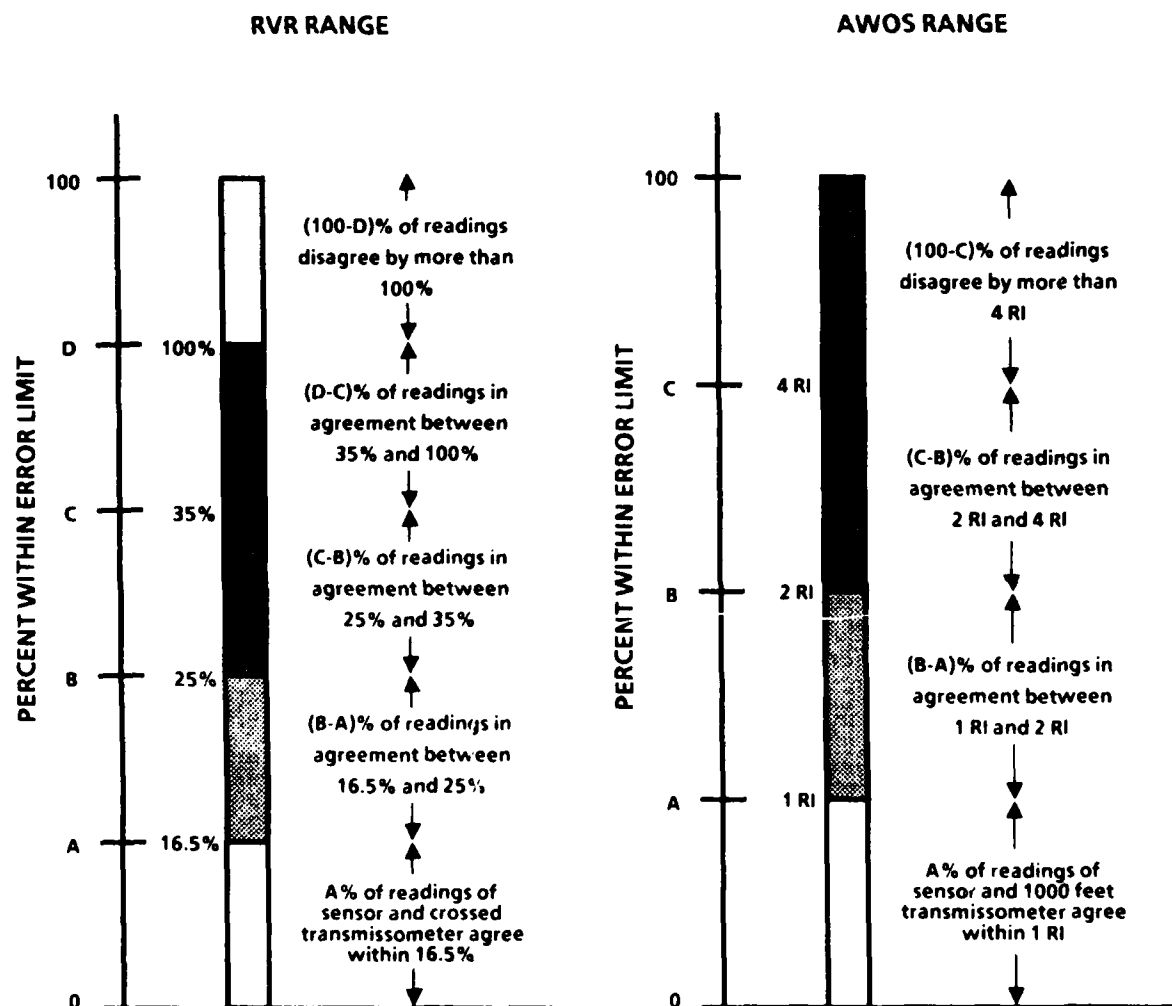 RVR RANGE
PERCENT WITHIN ERROR LIMIT
100
(100-D)% of readings
disagree by more than
100%
D
100%
(D-C)% of readings in
agreement between
35% and 100%
C
35%
(C-B)% of readings in
agreement between
25% and 35%
B
25%
(B-A)% of readings in
agreement between
16.5% and 25%
A
16.5%
A% of readings of
sensor and crossed
transmissometer agree
within 16.5%
0
AWOS RANGE
PERCENT WITHIN ERROR LIMIT
100
(100-C)% of readings
disagree by more than
4 RI
C
4 RI
(C-B)% of readings in
agreement between
2 RI and 4 RI
B
2 RI
(B-A)% of readings in
agreement between
1 RI and 2 RI
A
1 RI
A% of readings of
sensor and 1000 feet
transmissometer agree
within 1 RI
0